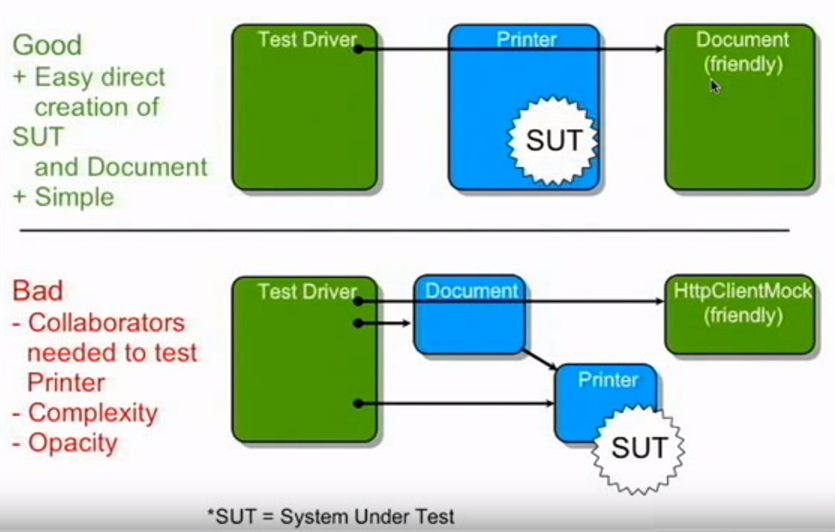 Good
+ Easy direct
creation of
SUT
and Document
+ Simple
Test Driver
Printer
SUT
Document
(friendly)
Bad
- Collaborators
needed to test
Printer
- Complexity
- Opacity
Test Driver
Document
HttpClientMock
(friendly)
Printer
SUT
*SUT = System Under Test